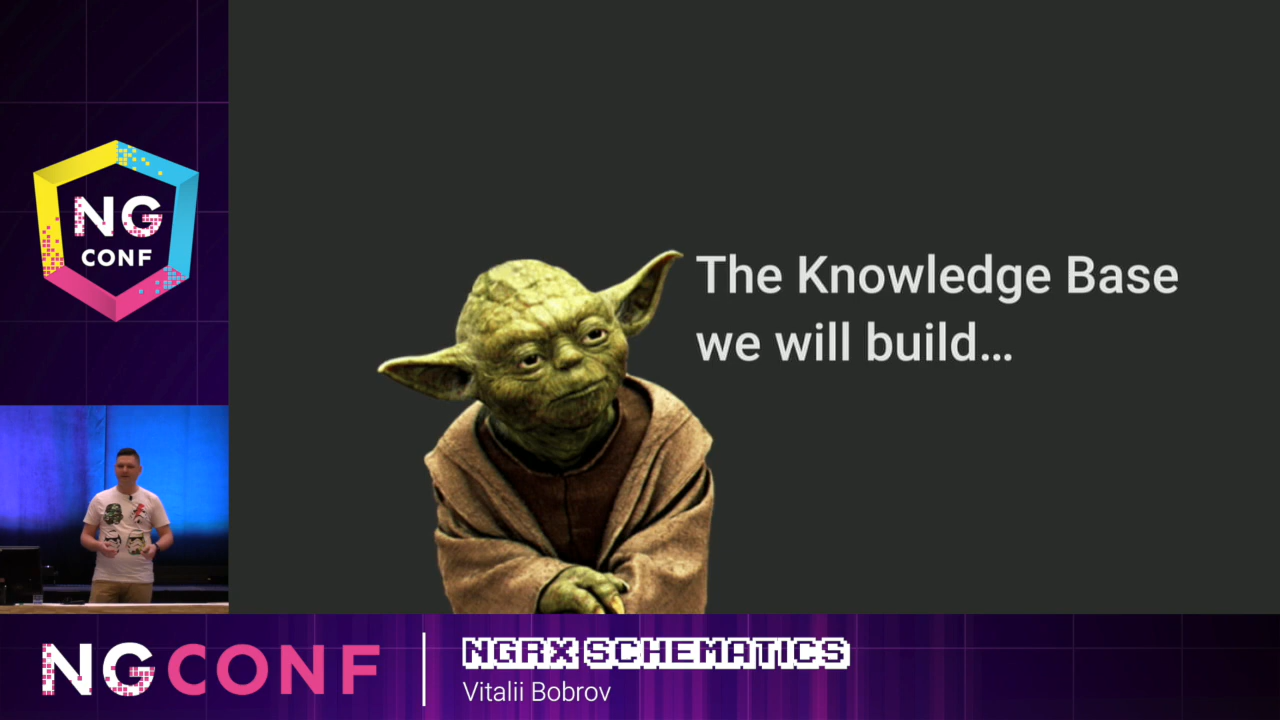 NG
CONF
The Knowledge Base
we will build…
NGCONF
NGRX SCHEMATICS
Vitalii Bobrov